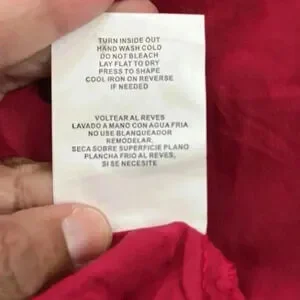 TURN INSIDE OUT
HAND WASH COLD
DO NOT BLEACH
LAY FLAT TO DRY
PRESS TO SHAPE
COOL IRON ON REVERSE
IF NEEDED
VOLTEAR AL REVES
LAVADO A MANO CON AGUA FRIA
NO USE BLANQUEADOR
REMODELAR.
SECA SOBRE SUPERFICIE PLANO
PLANCHA FRIO AL REVES,
SI SE NECESITE